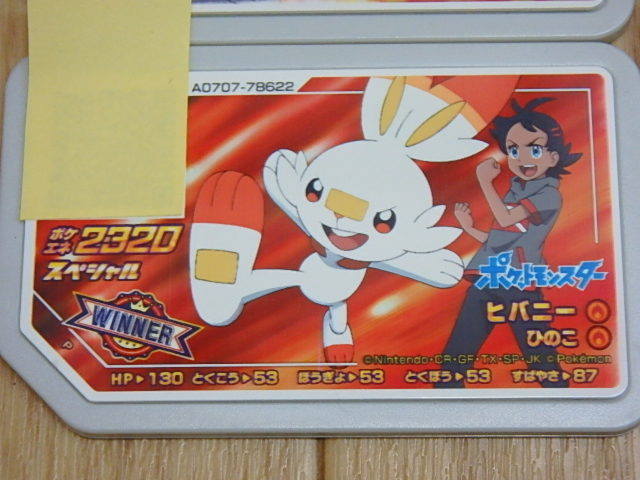 A0707-78622
ポケエネ 2320
スペシャル
WINNER
ポケットモンスター
ヒバニー
ひのこ
©Nintendo・CR・GF・TX・SP・JK ©Pokémon
P
HP▶130 とくこう▶53 ぼうぎょ▶53 とくぼう▶53 すばやさ▶87